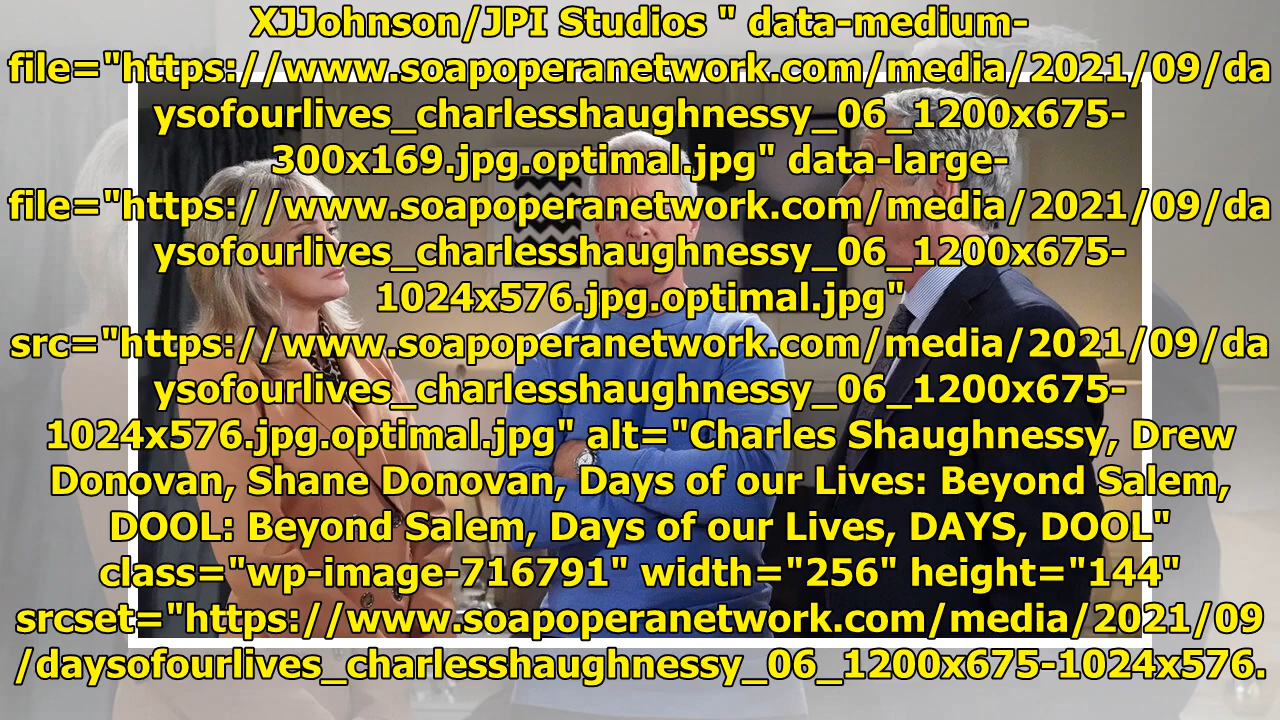 XJJohnson/JPI Studios " data-medium-
file="https://www.soapoperanetwork.com/media/2021/09/da
ysofourlives_charlesshaughnessy_06_1200x675-
300x169.jpg.optimal.jpg" data-large-
file="https://www.soapoperanetwork.com/media/2021/09/da
ysofourlives_charlesshaughnessy_06_1200x675-
1024x576.jpg.optimal.jpg"
src="https://www.soapoperanetwork.com/media/2021/09/da
ysofourlives_charlesshaughnessy_06_1200x675-
1024x576.jpg.optimal.jpg" alt="Charles Shaughnessy, Drew
Donovan, Shane Donovan, Days of our Lives: Beyond Salem,
DOOL: Beyond Salem, Days of our Lives, DAYS, DOOL"
class="wp-image-716791" width="256" height="144"
srcset="https://www.soapoperanetwork.com/media/2021/09
/daysofourlives_charlesshaughnessy_06_1200x675-1024x576.